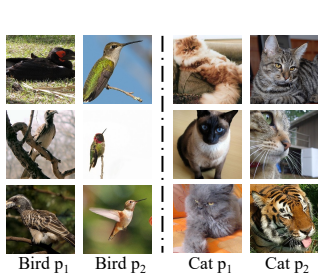 Bird p₁ Bird p₂ Cat p₁ Cat p₂